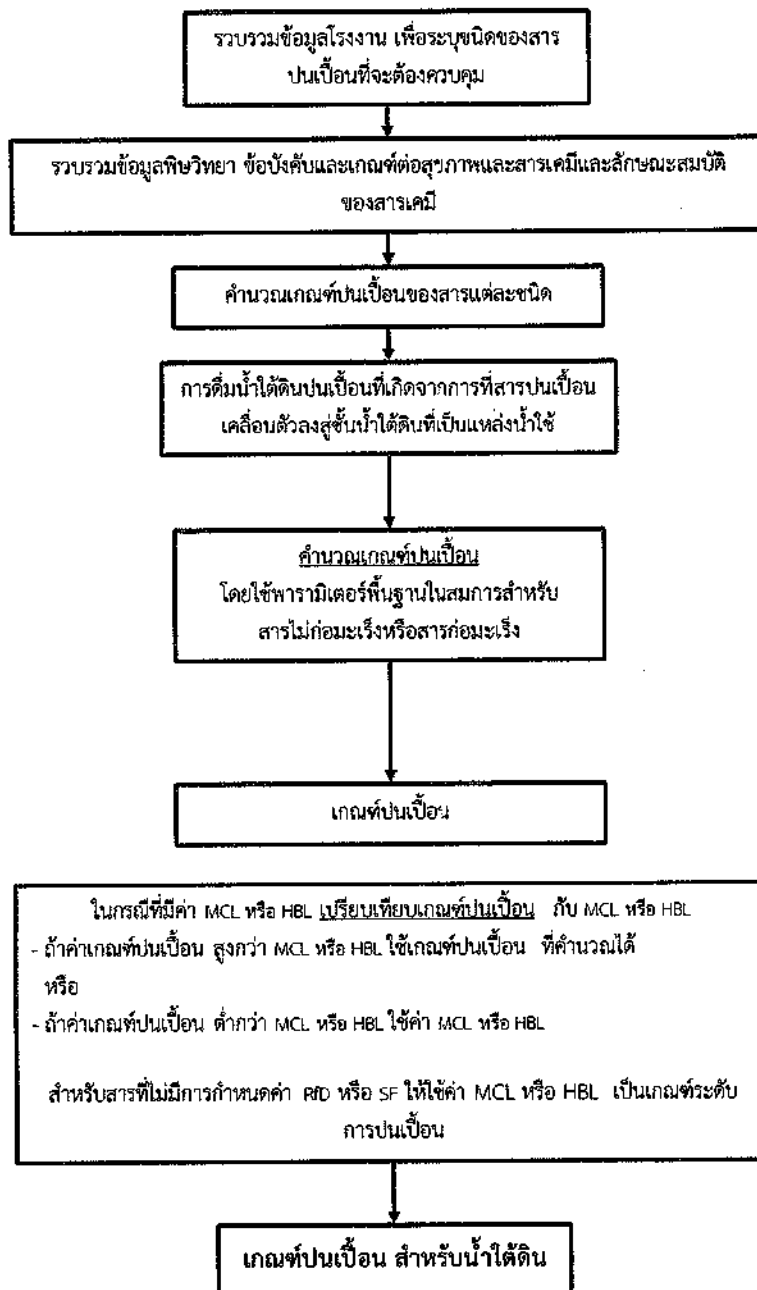 รวบรวมข้อมูลโรงงาน เพื่อระบุชนิดของสาร
ปนเปื้อนที่จะต้องควบคุม
รวบรวมข้อมูลพิษวิทยา ข้อบังคับและเกณฑ์ต่อสุขภาพและสารเคมีและลักษณะสมบัติ
ของสารเคมี
คำนวณเกณฑ์ปนเปื้อนของสารแต่ละชนิด
การดื่มน้ำใต้ดินปนเปื้อนที่เกิดจากการที่สารปนเปื้อน
เคลื่อนตัวลงสู่ชั้นน้ำใต้ดินที่เป็นแหล่งน้ำใช้
คำนวณเกณฑ์ปนเปื้อน
โดยใช้พารามิเตอร์พื้นฐานในสมการสำหรับ
สารไม่ก่อมะเร็งหรือสารก่อมะเร็ง
เกณฑ์ปนเปื้อน
ในกรณีที่มีค่า MCL หรือ HBL เปรียบเทียบเกณฑ์ปนเปื้อน กับ MCL หรือ HBL
- ถ้าค่าเกณฑ์ปนเปื้อน สูงกว่า MCL หรือ HBL ใช้เกณฑ์ปนเปื้อน ที่คำนวณได้
หรือ
- ถ้าค่าเกณฑ์ปนเปื้อน ต่ำกว่า MCL หรือ HBL ใช้ค่า MCL หรือ HBL
สำหรับสารที่ไม่มีการกำหนดค่า RfD หรือ SF ให้ใช้ค่า MCL หรือ HBL เป็นเกณฑ์ระดับ
การปนเปื้อน
เกณฑ์ปนเปื้อน สำหรับน้ำใต้ดิน